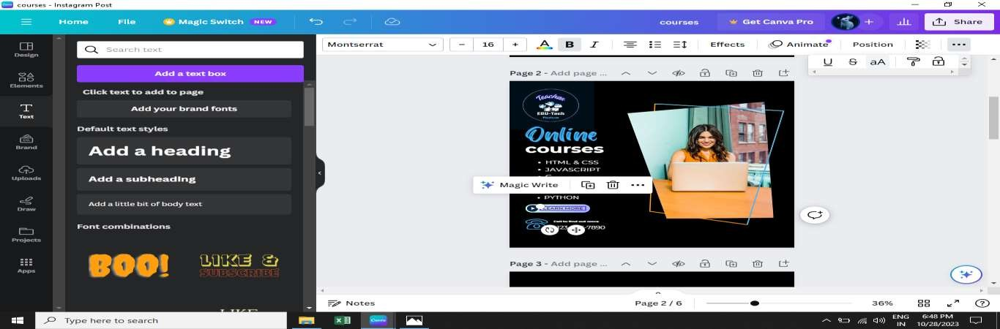 courses - Instagram Post
Home File Magic Switch NEW courses Get Canva Pro Share
Montserrat 16 A B I Effects Animate Position
U S aA
Design
Elements
Text
Brand
Uploads
Draw
Projects
Apps
Search text
Add a text box
Click text to add to page
Add your brand fonts
Default text styles
Add a heading
Add a subheading
Add a little bit of body text
Font combinations
BOO!
LIKE &
SUBSCRIBE
LIKE
Page 2 - Add page ...
Teacher
EDU-Tech
Online
courses
HTML & CSS
JAVASCRIPT
Magic Write
PYTHON
LEARN MORE
Call to find out more
7890
Page 3 - Add page ...
Notes Page 2 / 6 36%
Type here to search
ENG
IN
6:48 PM
10/28/2023